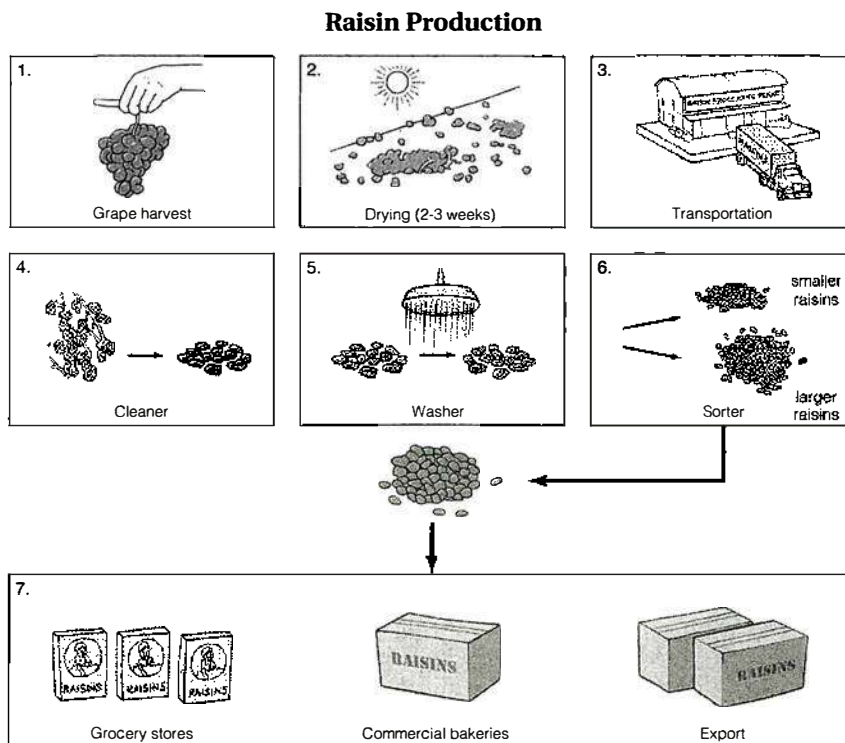 Raisin Production
1.
Grape harvest
2.
Drying (2-3 weeks)
3.
RAISINS
Transportation
4.
Cleaner
5.
Washer
6.
smaller
raisins
larger
raisins
Sorter
7.
RAISINS
RAISINS
RAISINS
Grocery stores
RAISINS
Commercial bakeries
RAISINS
Export